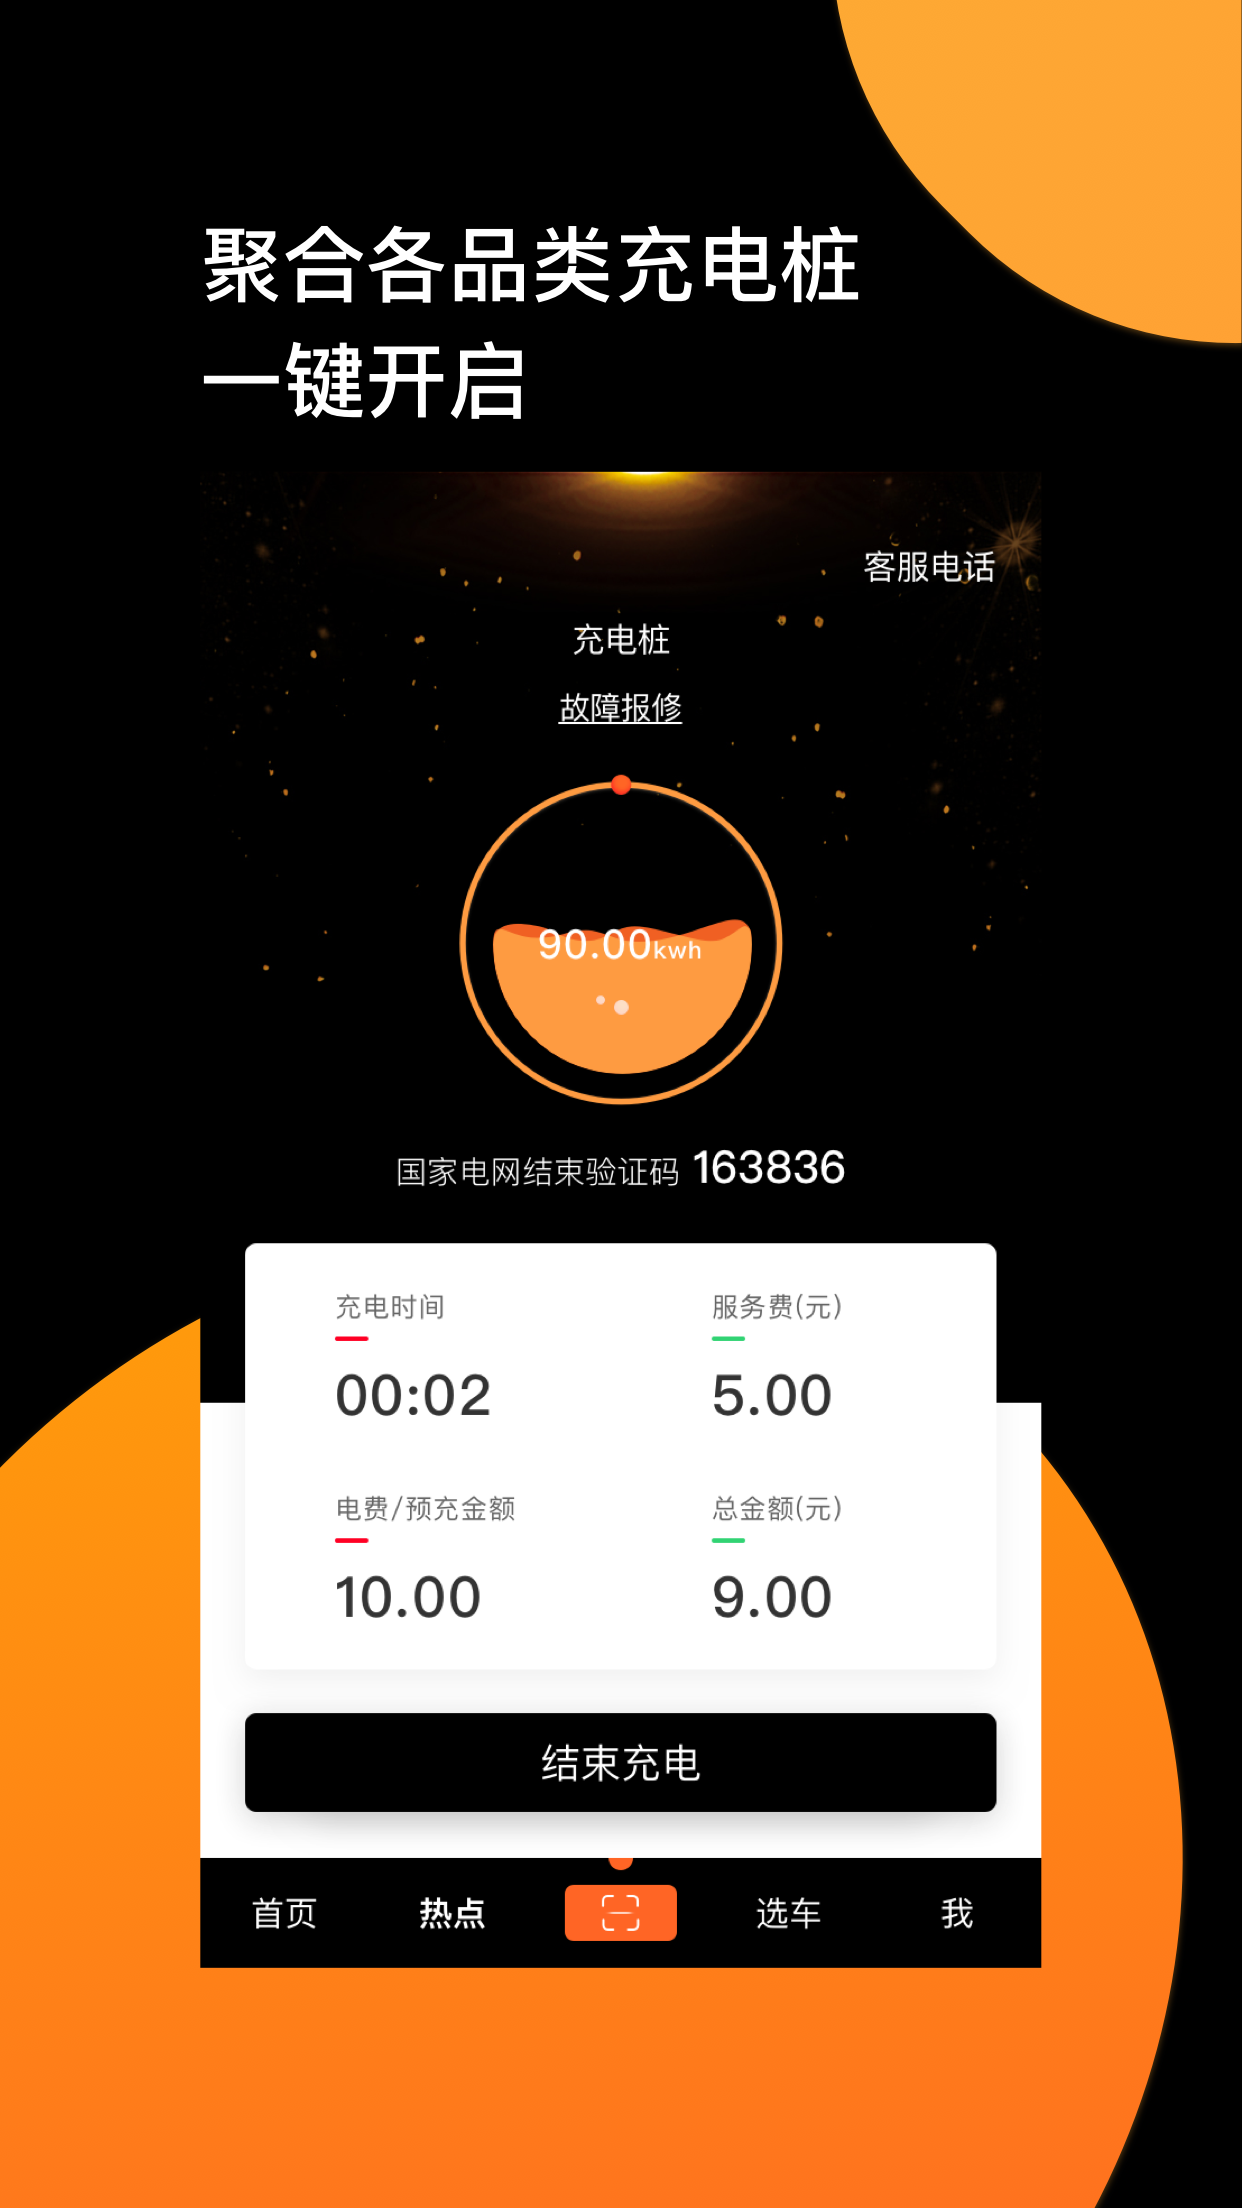 聚合各品类充电桩
一键开启
客服电话
充电桩
故障报修
90.00kwh
国家电网结束验证码 163836
充电时间 服务费(元)
00:02 5.00
电费/预充金额 总金额(元)
10.00 9.00
结束充电
首页 热点 选车 我